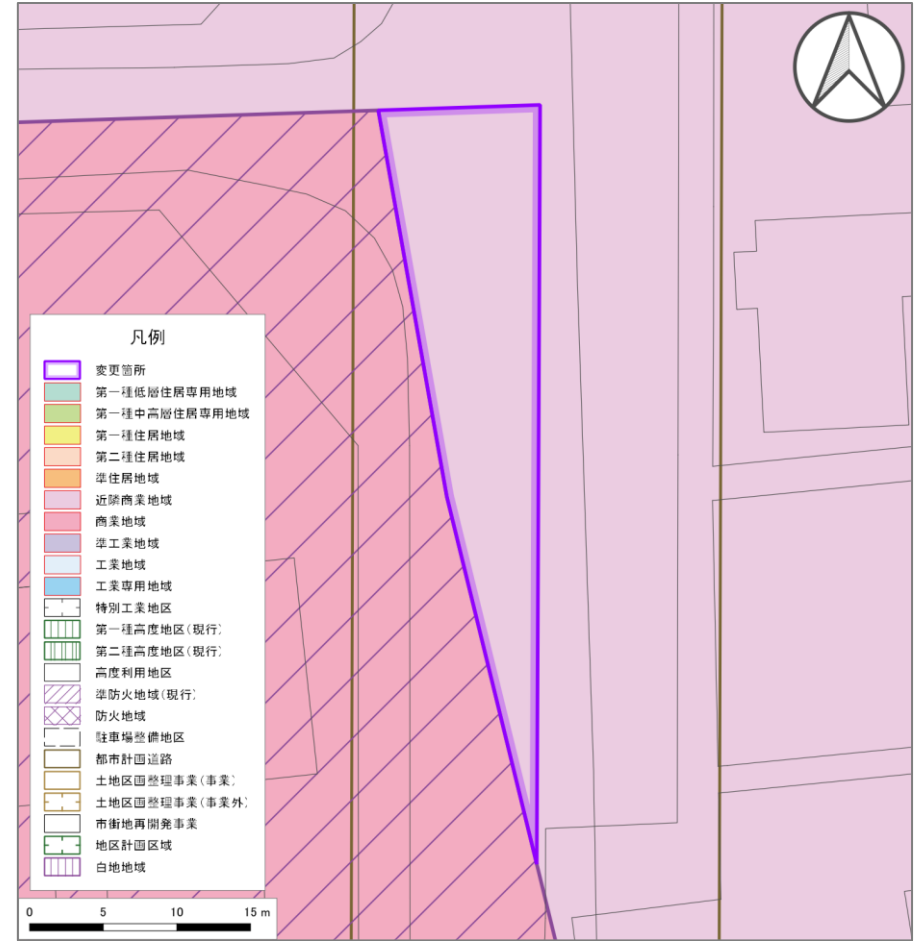 凡例
変更箇所
第一種低層住居専用地域
第一種中高層住居専用地域
第一種住居地域
第二種住居地域
準住居地域
近隣商業地域
商業地域
準工業地域
工業地域
工業専用地域
特別工業地区
第一種高度地区(現行)
第二種高度地区(現行)
高度利用地区
準防火地域(現行)
防火地域
駐車場整備地区
都市計画道路
土地区画整理事業(事業)
土地区画整理事業(事業外)
市街地再開発事業
地区計画区域
白地地域
0 5 10 15 m